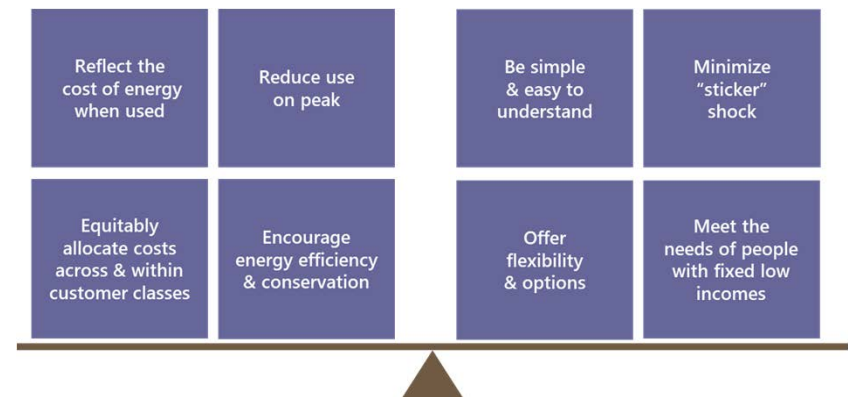 Reflect the
cost of energy
when used
Reduce use
on peak
Be simple
& easy to
understand
Minimize
“sticker”
shock
Equitably
allocate costs
across & within
customer classes
Encourage
energy efficiency
& conservation
Offer
flexibility
& options
Meet the
needs of people
with fixed low
incomes